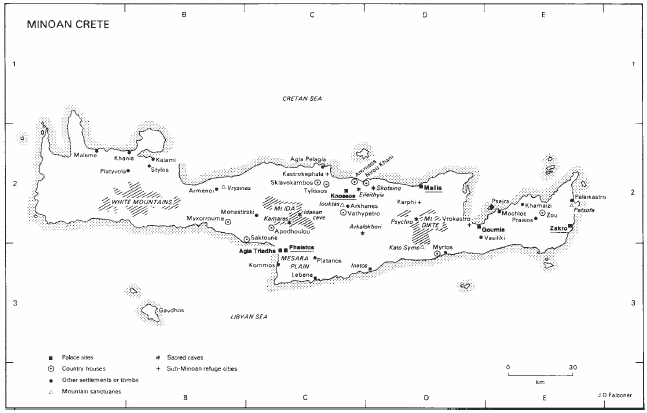 MINOAN CRETE
B
C
D
E
1
1
CRETAN SEA
Maleme
Khania
Kalami
Platyvola
Stylos
Agia Pelagia
Kastrokephala
Sklavokambos
Tylissos
Amnisos
Nirou Khani
Skoteino
Eileithyia
Knossos
Mallia
Pseira
Khamaizi
Palaikastro
Petsofa
2
2
WHITE MOUNTAINS
Armenoi
Vrysinas
Iouktas
Arkhanes
Vathypetro
Karphi
Psychro
Mt
DIKTE
Vrokastro
Mochlos
Praisos
Zou
Monastiraki
Mt IDA
Kamares
Idaean
cave
Myxorrouma
Apodhoulou
Arkalokhori
Gournia
Zakro
Vasiliki
Saktouria
Agia Triadha
Phaistos
Kato Syme
Myrtos
MESARA
PLAIN
Platanos
Kommos
Lebena
Inatos
3
3
Gavdhos
LIBYAN SEA
Palace sites
Country houses
Other settlements or tombs
Mountain sanctuaries
Sacred caves
Sub-Minoan refuge cities
0 30
km
B
C
D
E
J.D.Falconer